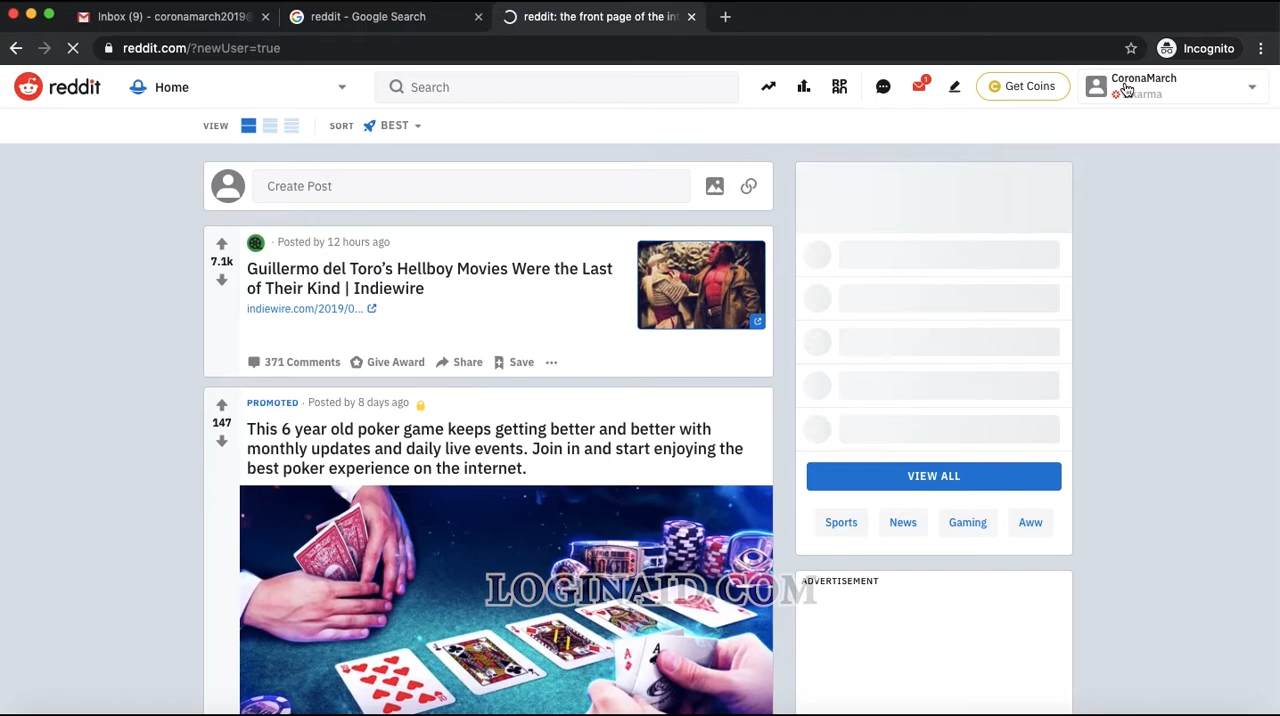 Inbox (9) - coronamarch2019@
reddit - Google Search
reddit: the front page of the in
reddit.com/?newUser=true
Incognito
reddit
Home
Search
1
Get Coins
CoronaMarch
karma
VIEW
SORT
BEST
Create Post
7.1k
· Posted by 12 hours ago
Guillermo del Toro’s Hellboy Movies Were the Last
of Their Kind | Indiewire
indiewire.com/2019/0...
371 Comments
Give Award
Share
Save
147
PROMOTED · Posted by 8 days ago
This 6 year old poker game keeps getting better and better with
monthly updates and daily live events. Join in and start enjoying the
best poker experience on the internet.
VIEW ALL
Sports
News
Gaming
Aww
ADVERTISEMENT
LOGINAID.COM